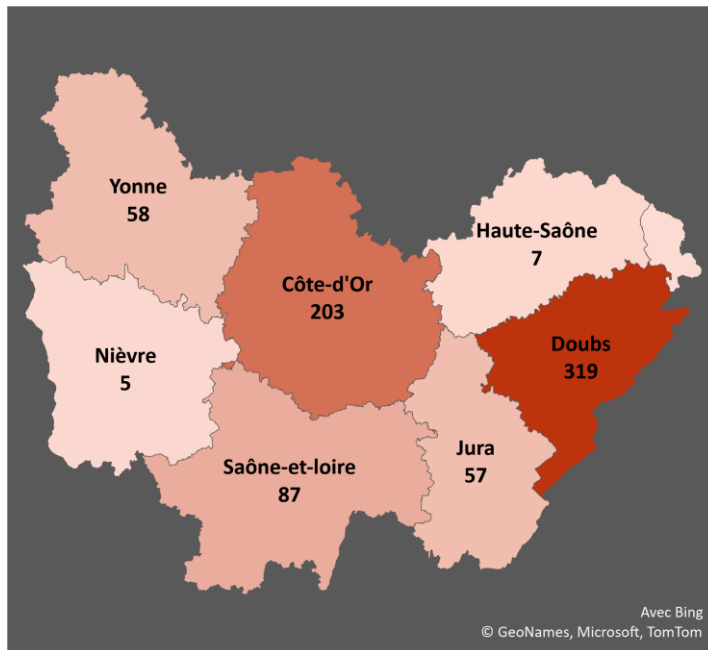 Yonne
58
Haute-Saône
7
Côte-d'Or
203
Doubs
319
Nièvre
5
Jura
57
Saône-et-loire
87
Avec Bing
© GeoNames, Microsoft, TomTom